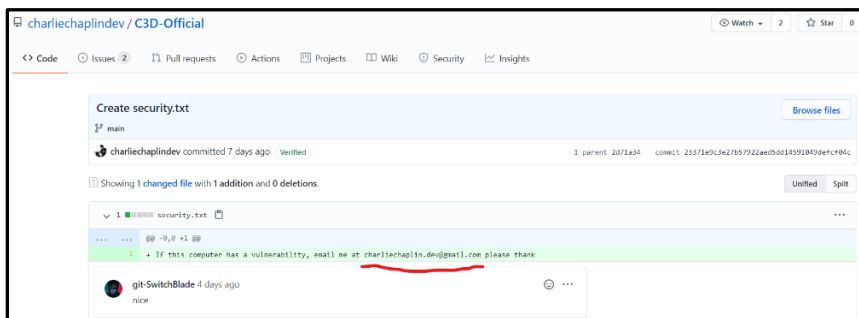 charliechaplindev / C3D-Official
Watch 2 Star 0
Code Issues 2 Pull requests Actions Projects Wiki Security Insights
Create security.txt
Browse files
main
charliechaplindev committed 7 days ago Verified
1 parent 2d71a34 commit 23371e9c3e27b57922aed5dd14591049defcf04c
Showing 1 changed file with 1 addition and 0 deletions.
Unified Split
1 security.txt
... ... @@ -0,0 +1 @@
1 + If this computer has a vulnerability, email me at charliechaplin.dev@gmail.com please thank
git-SwitchBlade 4 days ago
nice